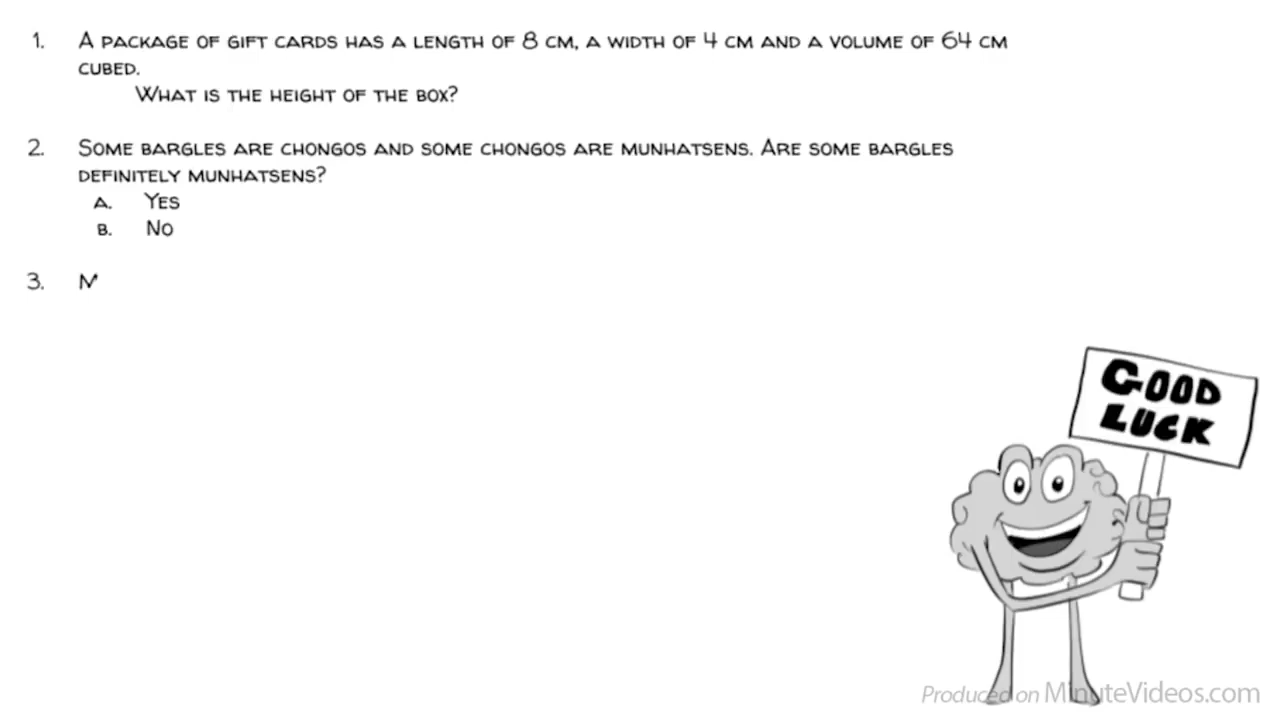 1. A package of gift cards has a length of 8 cm, a width of 4 cm and a volume of 64 cm
cubed.
What is the height of the box?
2. Some bargles are chongos and some chongos are munhatsens. Are some bargles
definitely munhatsens?
A. Yes
B. No
3. M
GOOD
LUCK
Produced on MinuteVideos.com